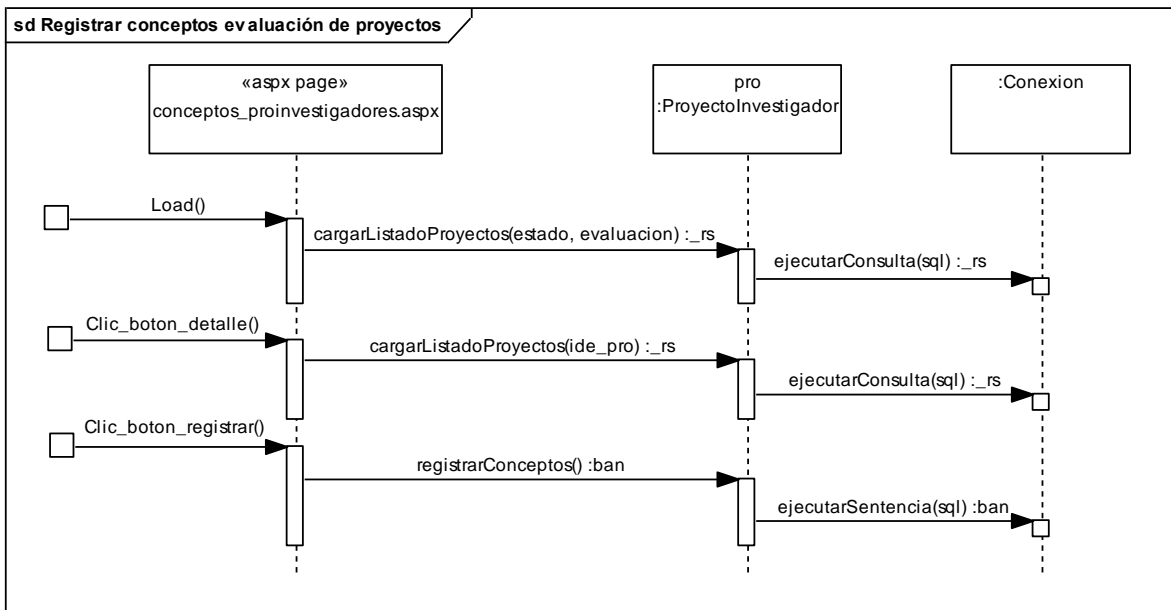 sd Registrar conceptos evaluación de proyectos
«aspx page»
conceptos_proinvestigadores.aspx
pro
:ProyectoInvestigador
:Conexion
Load()
cargarListadoProyectos(estado, evaluacion) :_rs
ejecutarConsulta(sql) :_rs
Clic_boton_detalle()
cargarListadoProyectos(ide_pro) :_rs
ejecutarConsulta(sql) :_rs
Clic_boton_registrar()
registrarConceptos() :ban
ejecutarSentencia(sql) :ban